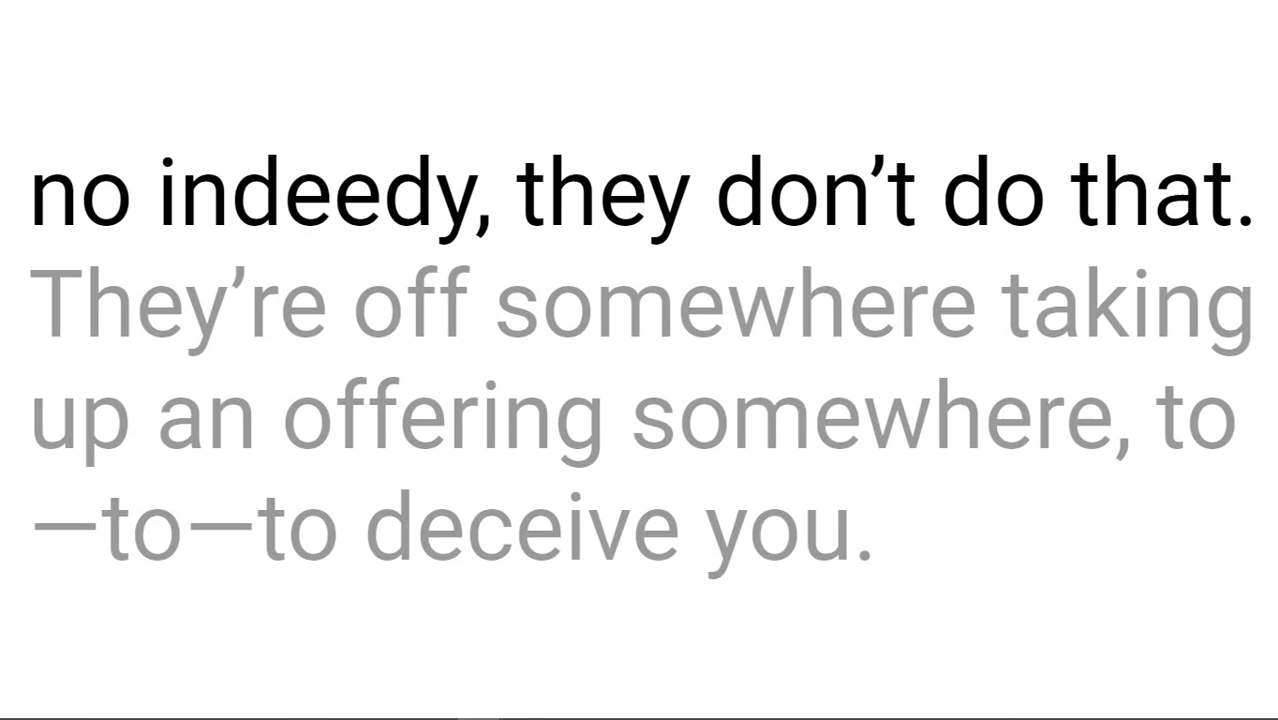 no indeedy, they don’t do that.
They’re off somewhere taking
up an offering somewhere, to
—to—to deceive you.